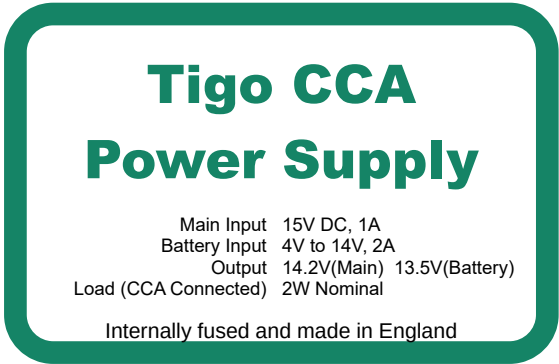 Tigo CCA
Power Supply
Main Input 15V DC, 1A
Battery Input 4V to 14V, 2A
Output 14.2V(Main) 13.5V(Battery)
Load (CCA Connected) 2W Nominal
Internally fused and made in England